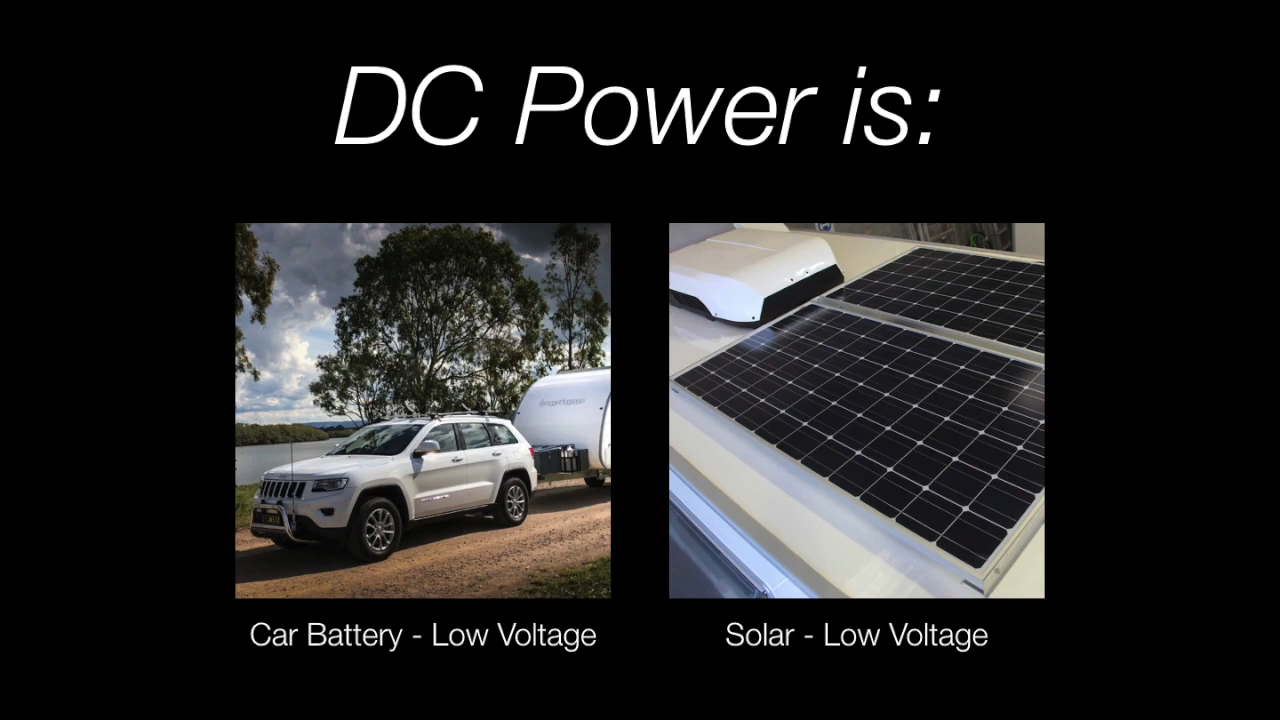 DC Power is:
Car Battery - Low Voltage
Solar - Low Voltage